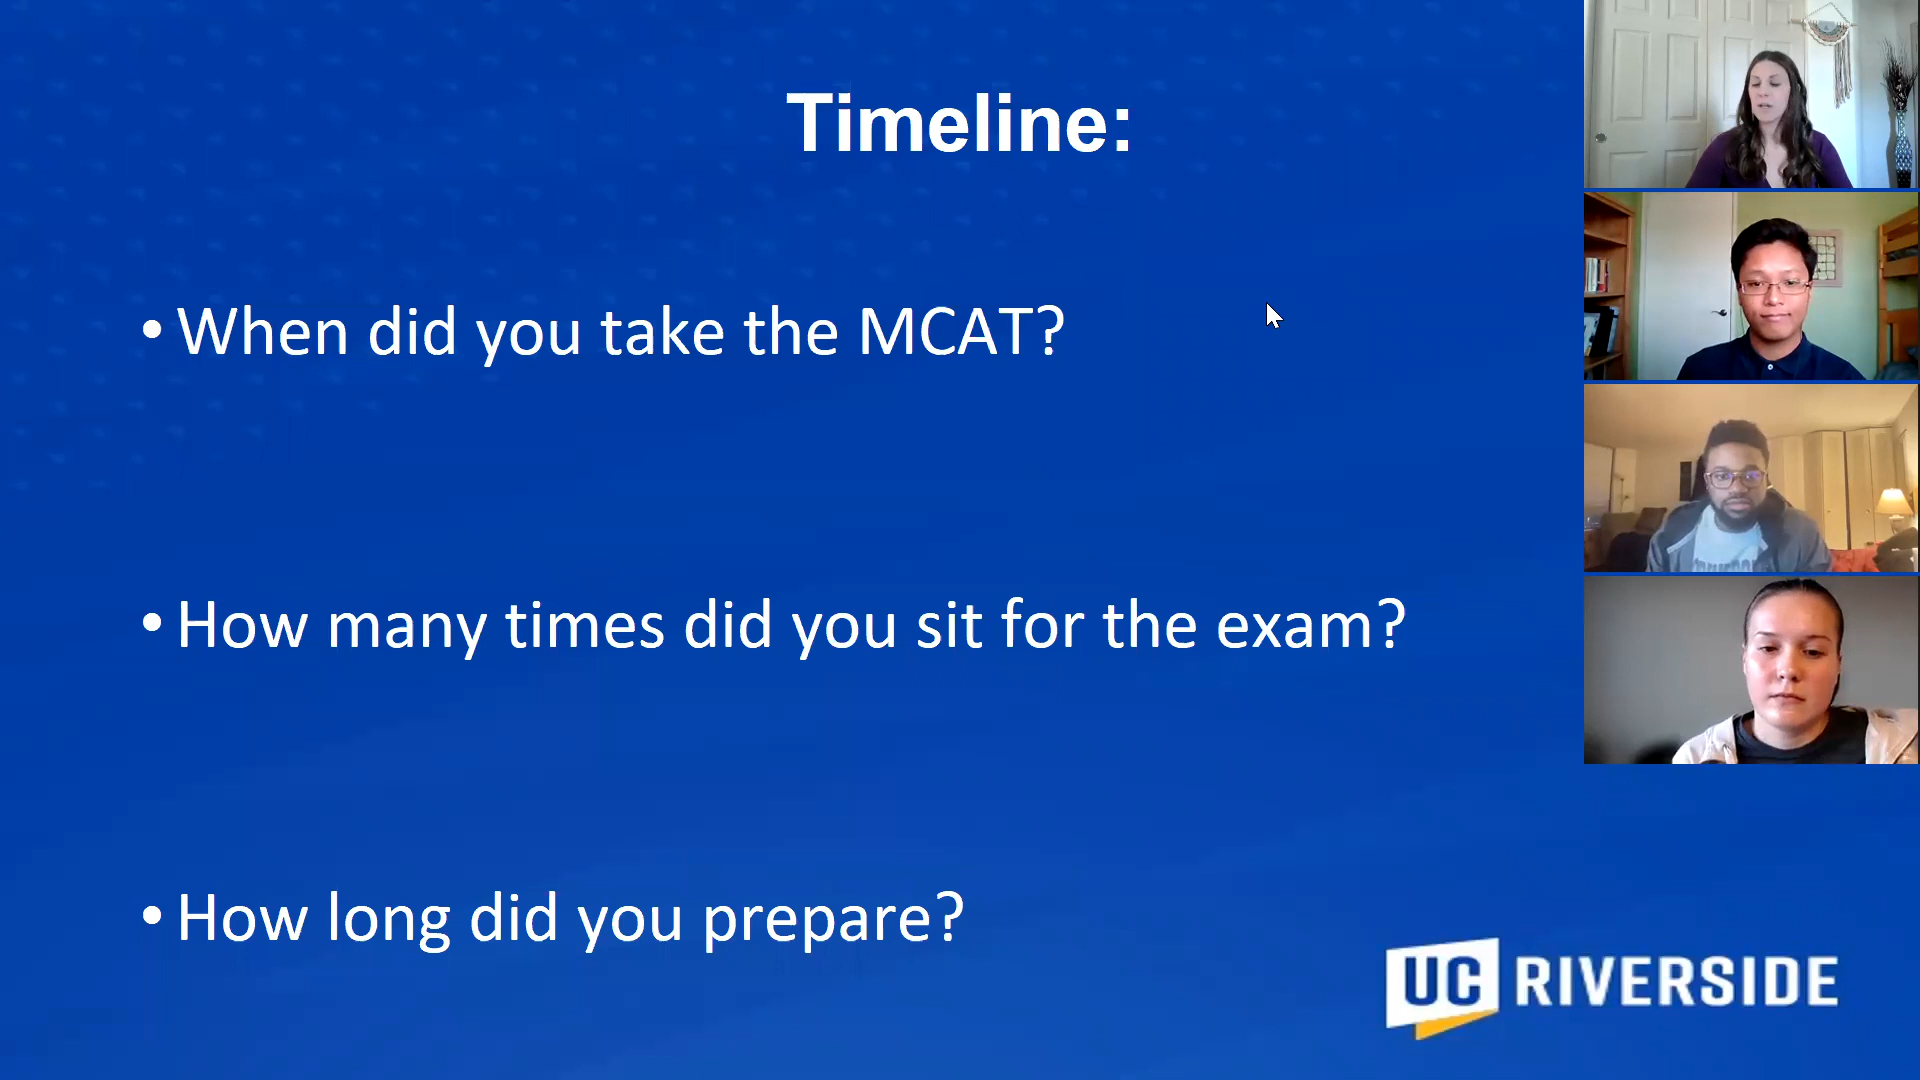 Timeline:
• When did you take the MCAT?
• How many times did you sit for the exam?
• How long did you prepare?
UC RIVERSIDE